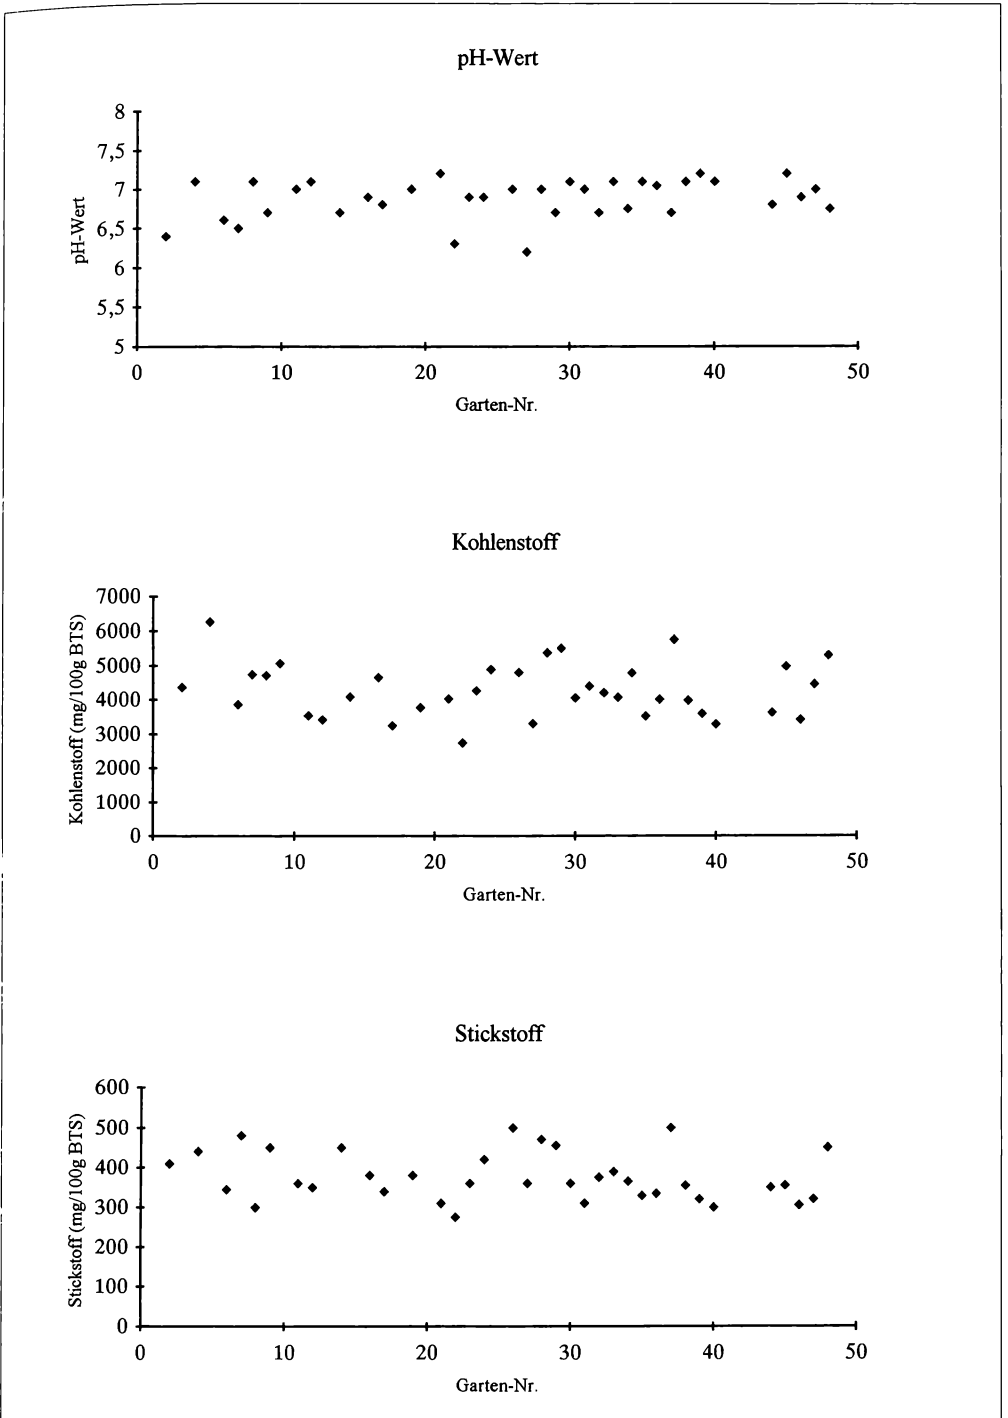 pH-Wert
8
7,5
7
6,5
6
5,5
5
pH-Wert
0 10 20 30 40 50
Garten-Nr.
Kohlenstoff
7000
6000
5000
4000
3000
2000
1000
0
Kohlenstoff (mg/100g BTS)
0 10 20 30 40 50
Garten-Nr.
Stickstoff
600
500
400
300
200
100
0
Stickstoff (mg/100g BTS)
0 10 20 30 40 50
Garten-Nr.